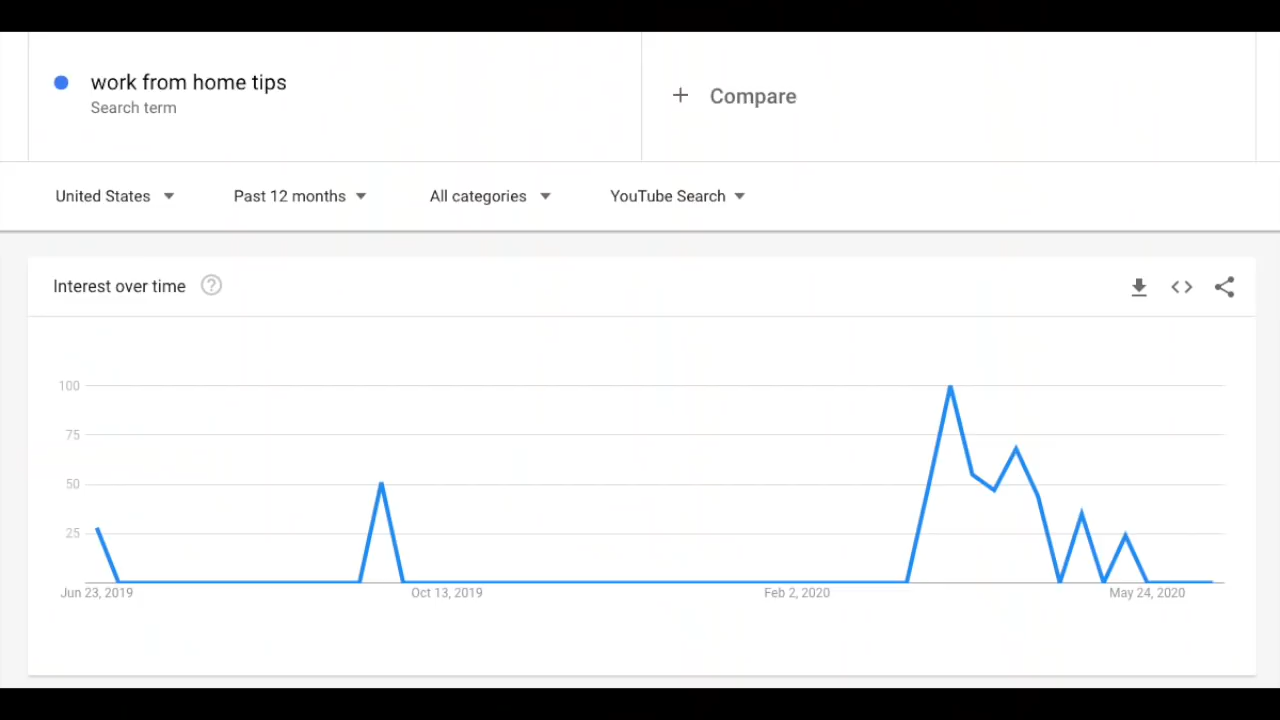 work from home tips
Search term
+ Compare
United States
Past 12 months
All categories
YouTube Search
Interest over time
?
100
75
50
25
Jun 23, 2019
Oct 13, 2019
Feb 2, 2020
May 24, 2020